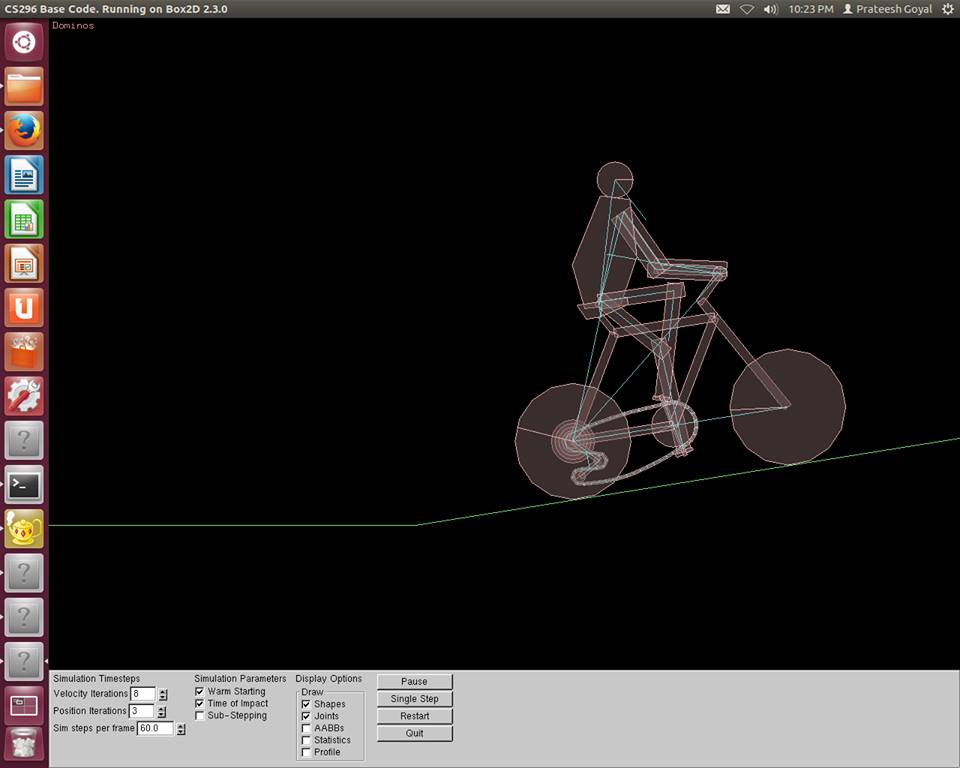 CS296 Base Code. Running on Box2D 2.3.0
10:23 PM
Prateesh Goyal
Dominos
Simulation Timesteps
Velocity Iterations 8
Position Iterations 3
Sim steps per frame 60.0
Simulation Parameters
Warm Starting
Time of Impact
Sub-Stepping
Display Options
Draw
Shapes
Joints
AABBs
Statistics
Profile
Pause
Single Step
Restart
Quit